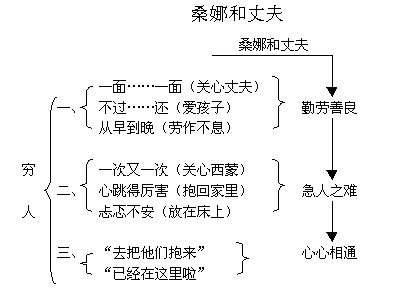 桑娜和丈夫
桑娜和丈夫
一面……一面（关心丈夫）
一、不过……还（爱孩子） 勤劳善良
从早到晚（劳作不息）
一次又一次（关心西蒙）
穷 二、心跳得厉害（抱回家里） 急人之难
人 忐忑不安（放在床上）
三、“去把他们抱来” 心心相通
“已经在这里啦”